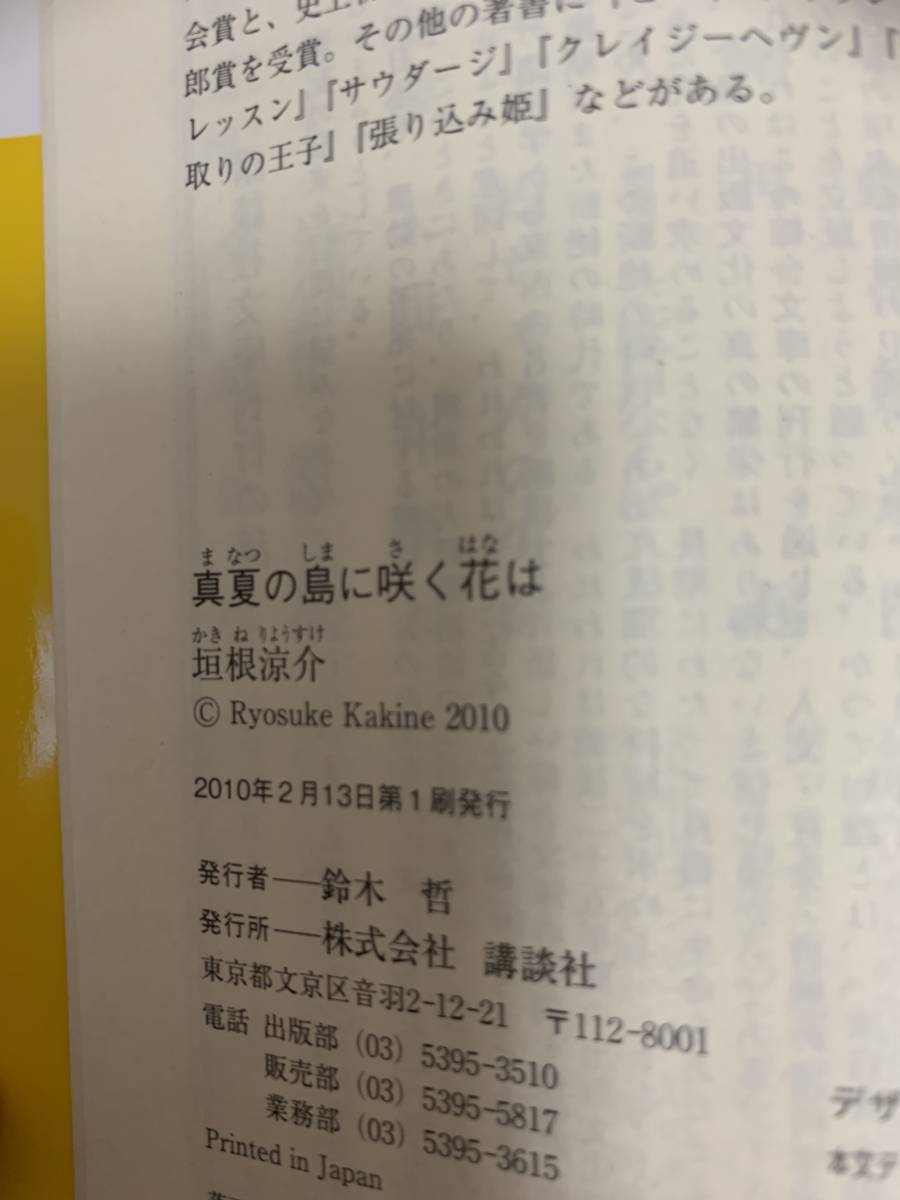 会賞と、史上
郎賞を受賞。その他の著書に
レッスン』『サウダージ』『クレイジーヘヴン』『
取りの王子』『張り込み姫』などがある。
ま なつ しま さ はな
真夏の島に咲く花は
かき ね りょうすけ
垣根涼介
© Ryosuke Kakine 2010
2010年2月13日第1刷発行
発行者——鈴木 哲
発行所——株式会社 講談社
東京都文京区音羽2-12-21 〒112-8001
電話 出版部 (03) 5395-3510
販売部 (03) 5395-5817
業務部 (03) 5395-3615
Printed in Japan
デザ
本文デ